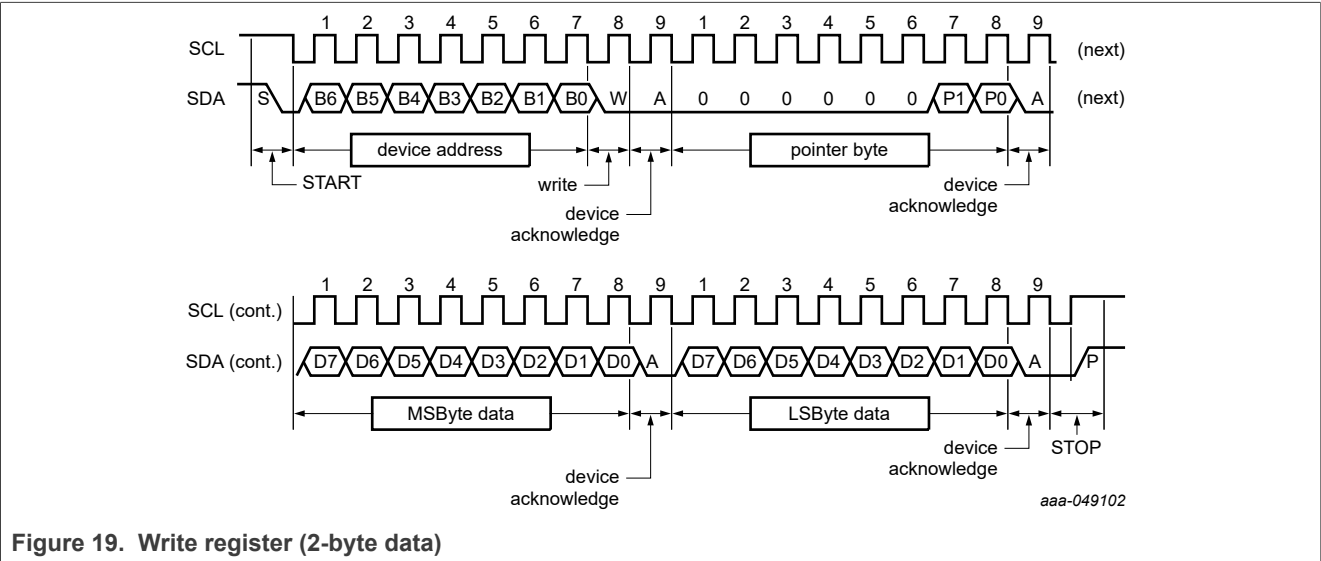 1 2 3 4 5 6 7 8 9 1 2 3 4 5 6 7 8 9
SCL (next)
SDA S B6 B5 B4 B3 B2 B1 B0 W A 0 0 0 0 0 0 P1 P0 A (next)
device address pointer byte
START write device
device acknowledge
acknowledge
1 2 3 4 5 6 7 8 9 1 2 3 4 5 6 7 8 9
SCL (cont.)
SDA (cont.) D7 D6 D5 D4 D3 D2 D1 D0 A D7 D6 D5 D4 D3 D2 D1 D0 A P
MSByte data LSByte data
device STOP
device acknowledge
acknowledge
aaa-049102
Figure 19. Write register (2-byte data)